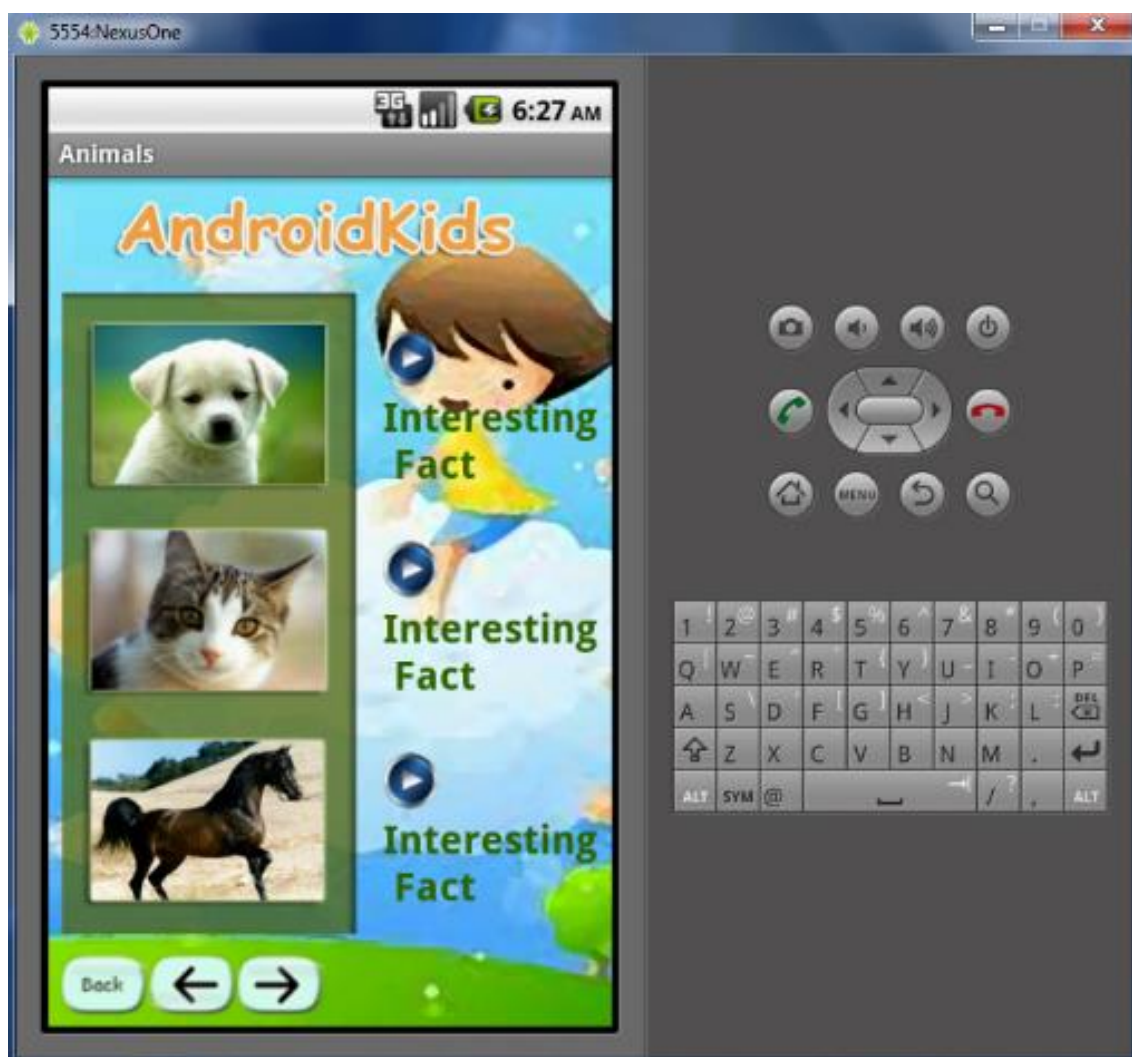 5554:NexusOne
3G 6:27 AM
Animals
AndroidKids
Interesting
Fact
Interesting
Fact
Interesting
Fact
Back
MENU
1 ! 2 @ 3 # 4 $ 5 % 6 ^ 7 & 8 * 9 ( 0 )
Q W E R T { Y } U I O P
A S \ D F [ G ] H < J > K L DEL
Z X C V B N M .
ALT SYM @ / ? , ALT